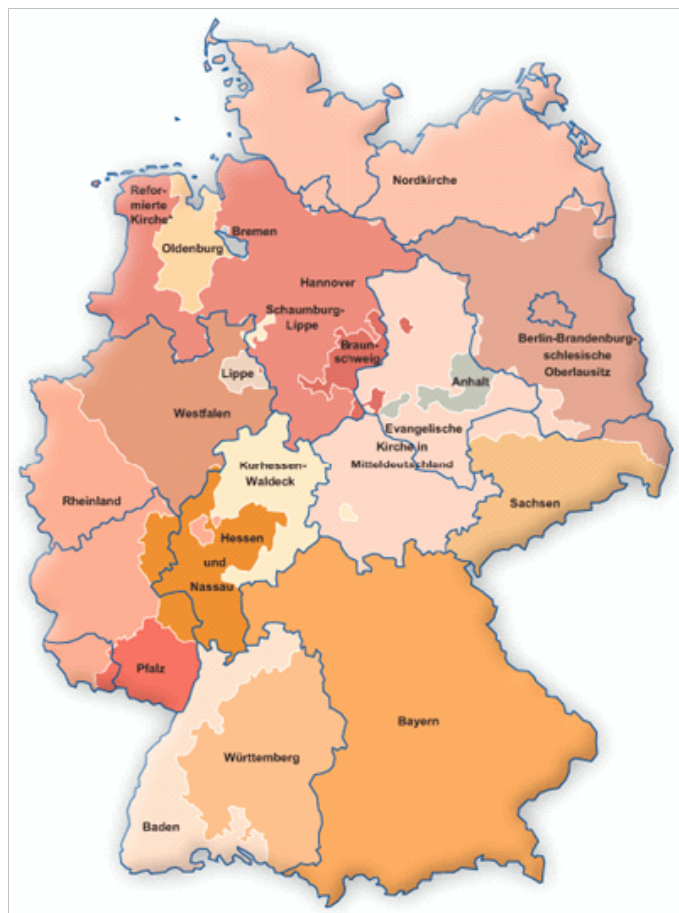 Nordkirche
Refor-
mierte
Kirche*
Bremen
Oldenburg
Hannover
Schaumburg-
Lippe
Braun-
schweig
Berlin-Brandenburg-
schlesische
Oberlausitz
Lippe
Anhalt
Westfalen
Evangelische
Kirche in
Mitteldeutschland
Kurhessen-
Waldeck
Rheinland
Sachsen
Hessen
und
Nassau
Pfalz
Bayern
Württemberg
Baden